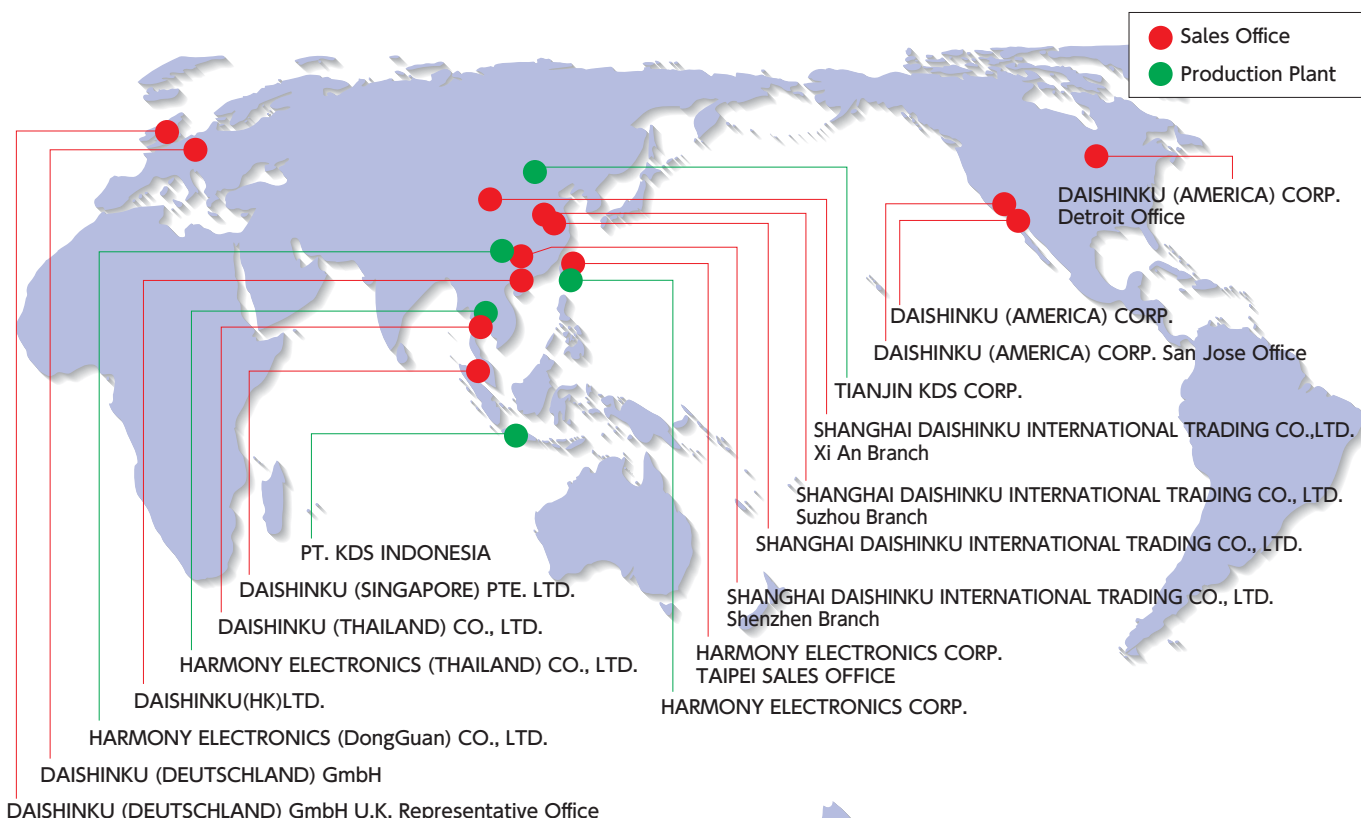 Sales Office
Production Plant
DAISHINKU (AMERICA) CORP.
Detroit Office
DAISHINKU (AMERICA) CORP.
DAISHINKU (AMERICA) CORP. San Jose Office
TIANJIN KDS CORP.
SHANGHAI DAISHINKU INTERNATIONAL TRADING CO.,LTD.
Xi An Branch
SHANGHAI DAISHINKU INTERNATIONAL TRADING CO., LTD.
Suzhou Branch
SHANGHAI DAISHINKU INTERNATIONAL TRADING CO., LTD.
SHANGHAI DAISHINKU INTERNATIONAL TRADING CO., LTD.
Shenzhen Branch
HARMONY ELECTRONICS CORP.
TAIPEI SALES OFFICE
HARMONY ELECTRONICS CORP.
PT. KDS INDONESIA
DAISHINKU (SINGAPORE) PTE. LTD.
DAISHINKU (THAILAND) CO., LTD.
HARMONY ELECTRONICS (THAILAND) CO., LTD.
DAISHINKU(HK)LTD.
HARMONY ELECTRONICS (DongGuan) CO., LTD.
DAISHINKU (DEUTSCHLAND) GmbH
DAISHINKU (DEUTSCHLAND) GmbH U.K. Representative Office